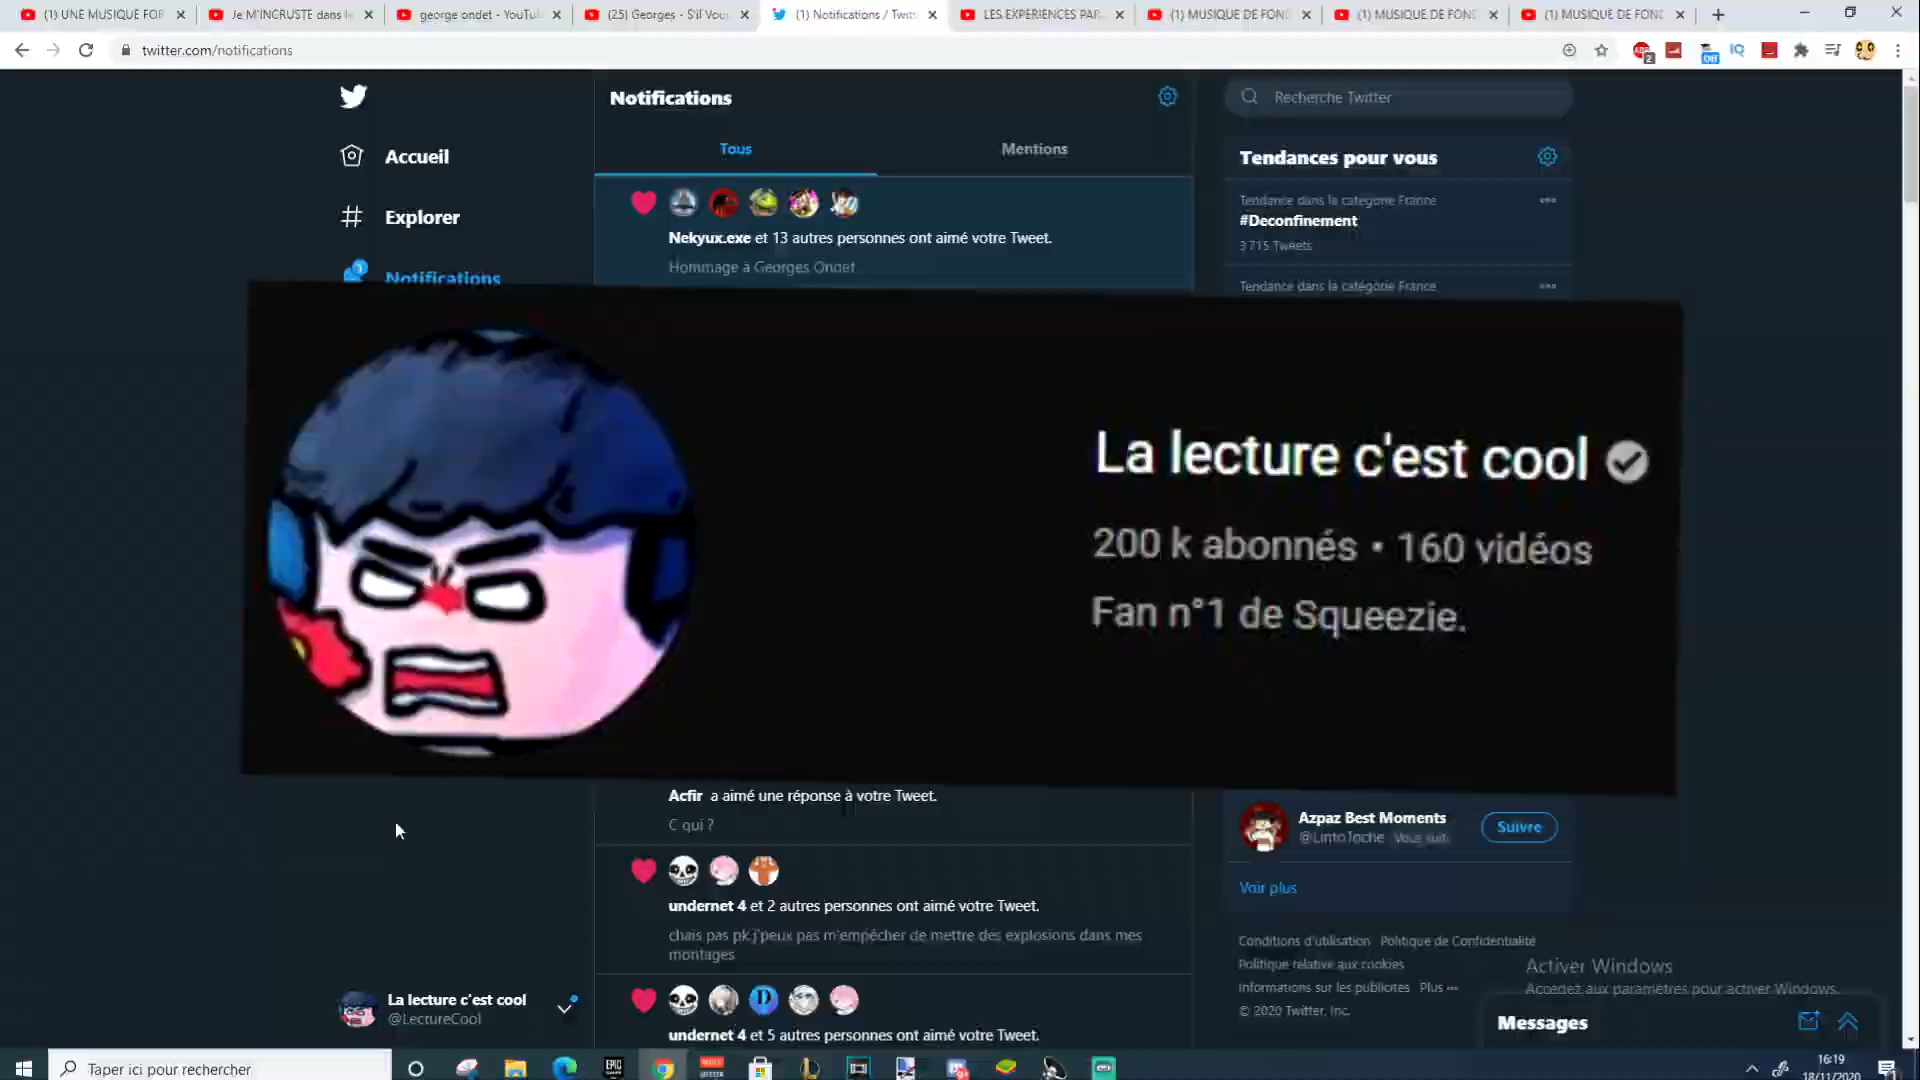 (1) UNE MUSIQUE FOR
Je M'INCRUSTE dans l
george ondet - YouTu
(25) Georges - S'il Vous
(1) Notifications / Twitt
LES EXPERIENCES PAR
(1) MUSIQUE DE FOND
(1) MUSIQUE DE FOND
(1) MUSIQUE DE FOND
twitter.com/notifications
Notifications
Recherche Twitter
Accueil
Tous
Mentions
Tendances pour vous
Tendance dans la catégorie France
#Deconfinement
3 715 Tweets
Explorer
Nekyux.exe et 13 autres personnes ont aimé votre Tweet.
Hommage à Georges Ondet
Notifications
Tendance dans la catégorie France
La lecture c'est cool
200 k abonnés • 160 vidéos
Fan n°1 de Squeezie.
Acfir a aimé une réponse à votre Tweet.
C qui ?
Azpaz Best Moments
@LintoToche Vous suit
Suivre
Voir plus
undernet 4 et 2 autres personnes ont aimé votre Tweet.
chais pas pk j'peux pas m'empêcher de mettre des explosions dans mes
montages
Conditions d'utilisation Politique de Confidentialité
Politique relative aux cookies
Informations sur les publicités Plus •••
© 2020 Twitter, Inc.
Activer Windows
Accédez aux paramètres pour activer Windows.
La lecture c'est cool
@LectureCool
undernet 4 et 5 autres personnes ont aimé votre Tweet.
Messages
Taper ici pour rechercher
16:19
18/11/2020